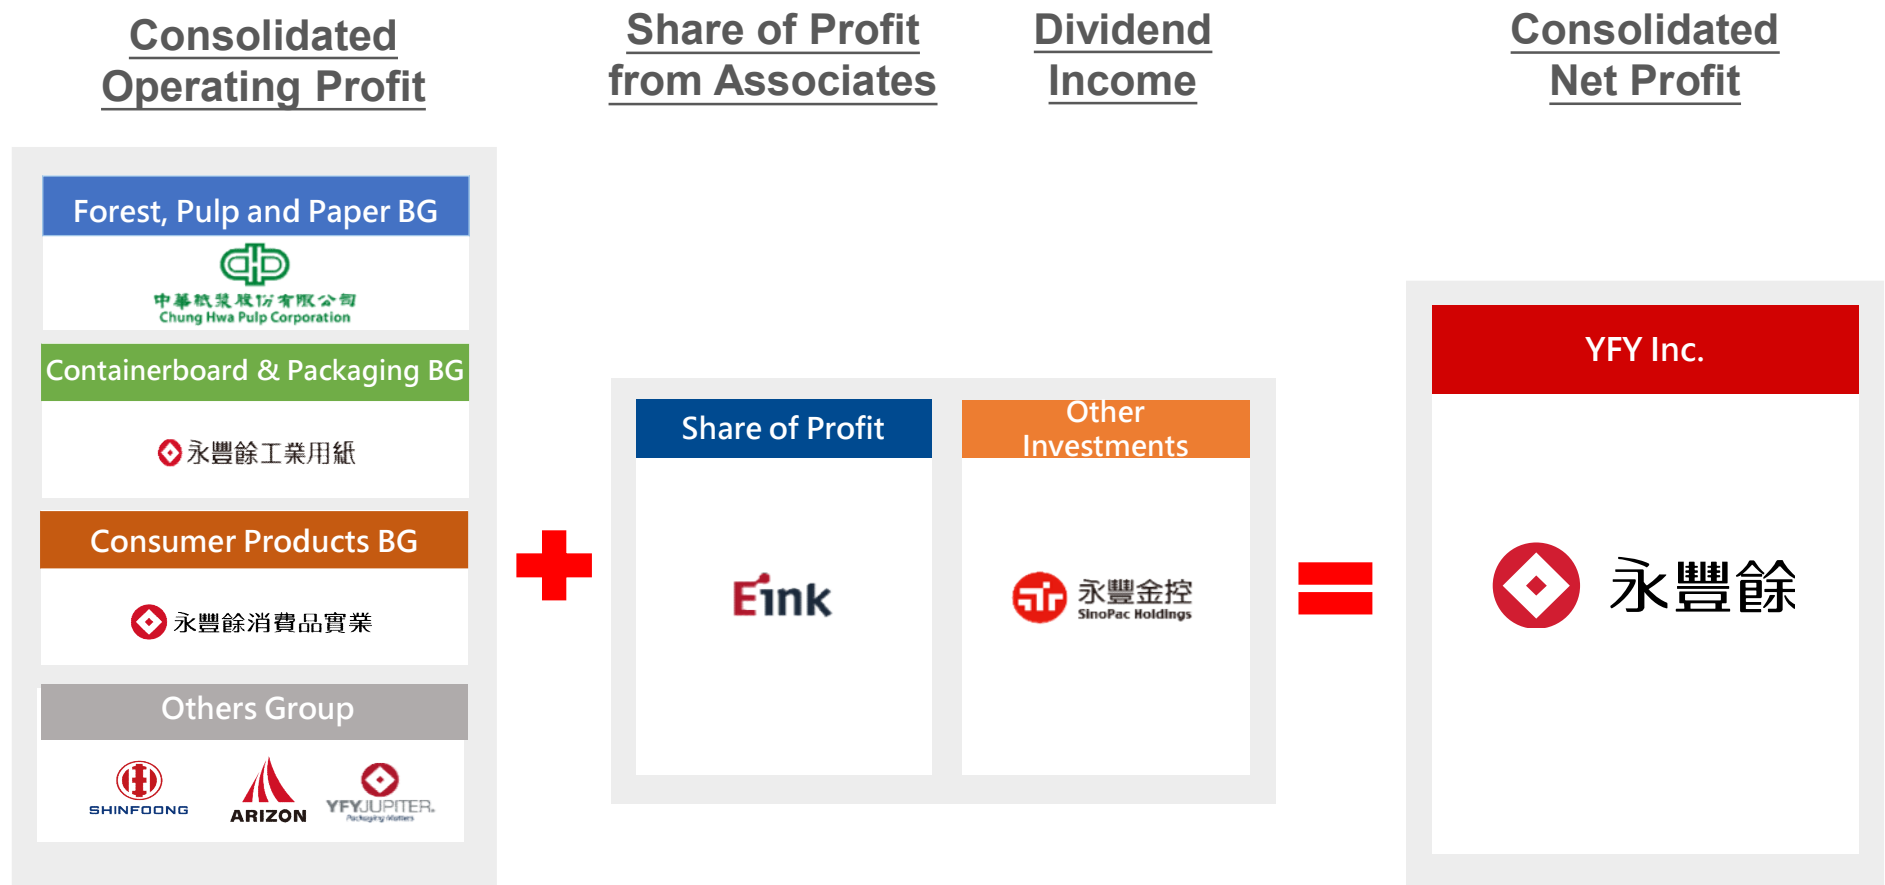 Consolidated
Operating Profit
Share of Profit
from Associates
Dividend
Income
Consolidated
Net Profit
Forest, Pulp and Paper BG
中華紙漿股份有限公司
Chung Hwa Pulp Corporation
Containerboard & Packaging BG
永豐餘工業用紙
Consumer Products BG
永豐餘消費品實業
Others Group
SHINFOONG
ARIZON
YFYJUPITER®
Packaging Matters
Share of Profit
Eink
Other
Investments
永豐金控
SinoPac Holdings
YFY Inc.
永豐餘